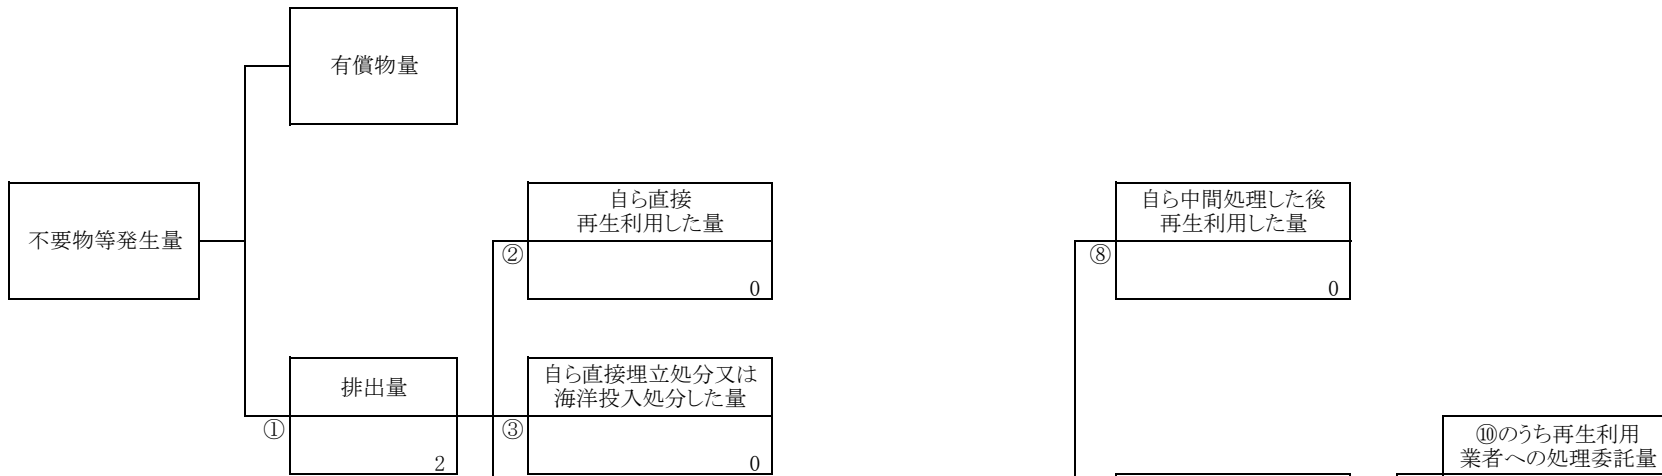 有償物量
不要物等発生量
自ら直接
再生利用した量
②
0
自ら中間処理した後
再生利用した量
⑧
0
排出量
①
2
自ら直接埋立処分又は
海洋投入処分した量
③
0
⑩のうち再生利用
業者への処理委託量